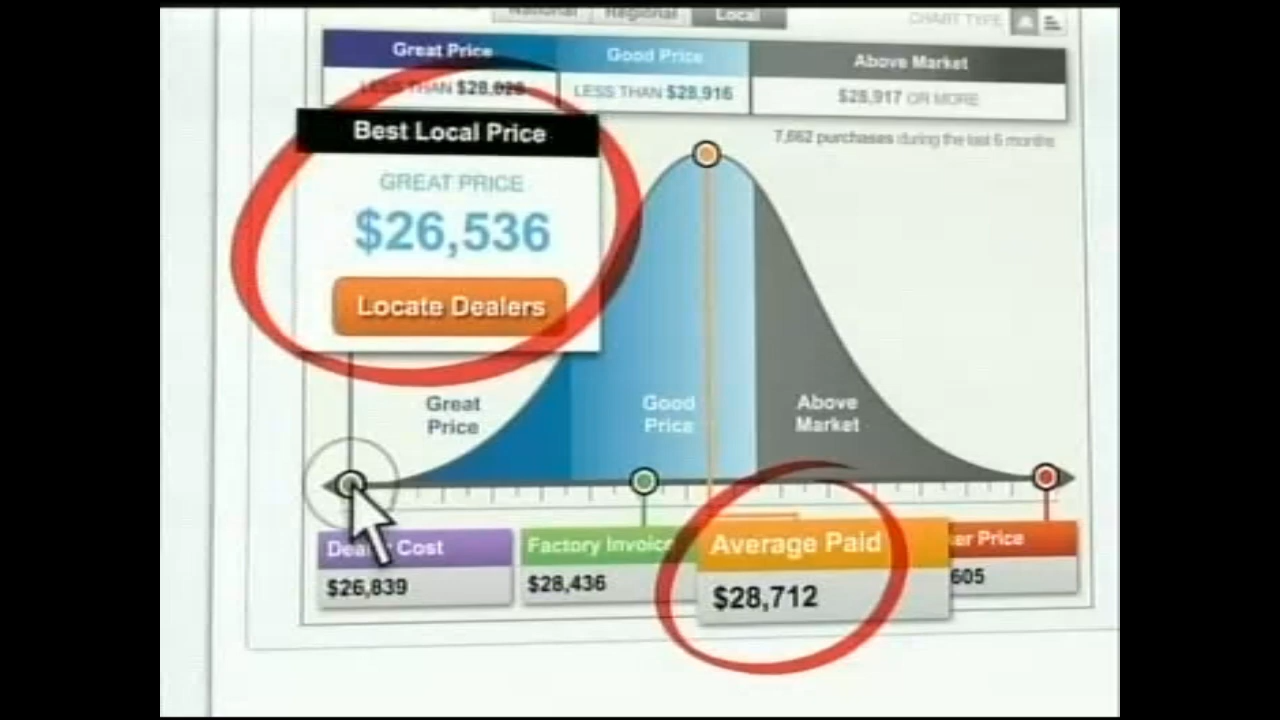 National Regional Local
CHART TYPE
Great Price Good Price Above Market
LESS THAN LESS THAN $28,916 $28,917 OR MORE
7,662 purchases during the last 6 months
Best Local Price
GREAT PRICE
$26,536
Locate Dealers
Great Price
Good Price
Above Market
Cost
$26,839
Factory Invoice
$28,436
Average Paid
$28,712
Price
605